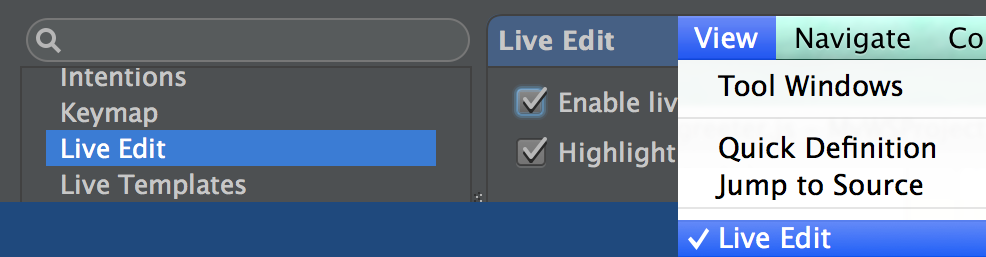 Intentions
Keymap
Live Edit
Live Templates
Live Edit
Enable liv
Highlight
View Navigate Co
Tool Windows
Quick Definition
Jump to Source
Live Edit